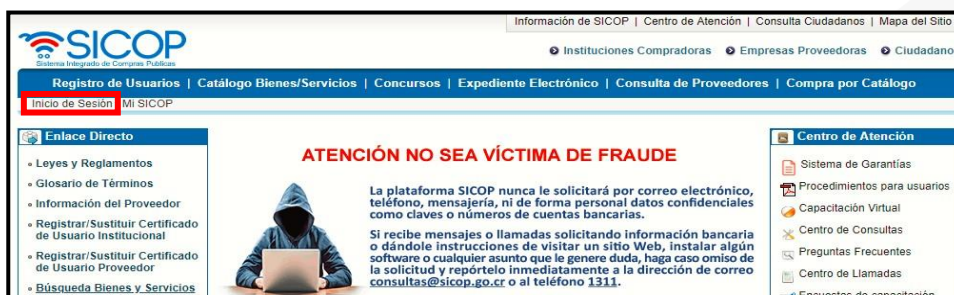 Información de SICOP | Centro de Atención | Consulta Ciudadanos | Mapa del Sitio
SICOP
Sistema Integrado de Compras Públicas
Instituciones Compradoras Empresas Proveedoras Ciudadano
Registro de Usuarios | Catálogo Bienes/Servicios | Concursos | Expediente Electrónico | Consulta de Proveedores | Compra por Catálogo
Inicio de Sesión Mi SICOP
Enlace Directo
Leyes y Reglamentos
Glosario de Términos
Información del Proveedor
Registrar/Sustituir Certificado
de Usuario Institucional
Registrar/Sustituir Certificado
de Usuario Proveedor
Búsqueda Bienes y Servicios
ATENCIÓN NO SEA VÍCTIMA DE FRAUDE
La plataforma SICOP nunca le solicitará por correo electrónico,
teléfono, mensajería, ni de forma personal datos confidenciales
como claves o números de cuentas bancarias.
Si recibe mensajes o llamadas solicitando información bancaria
o dándole instrucciones de visitar un sitio Web, instalar algún
software o cualquier asunto que le genere duda, haga caso omiso de
la solicitud y repórtelo inmediatamente a la dirección de correo
consultas@sicop.go.cr o al teléfono 1311.
Centro de Atención
Sistema de Garantías
Procedimientos para usuarios
Capacitación Virtual
Centro de Consultas
Preguntas Frecuentes
Centro de Llamadas
Encuestas de capacitación